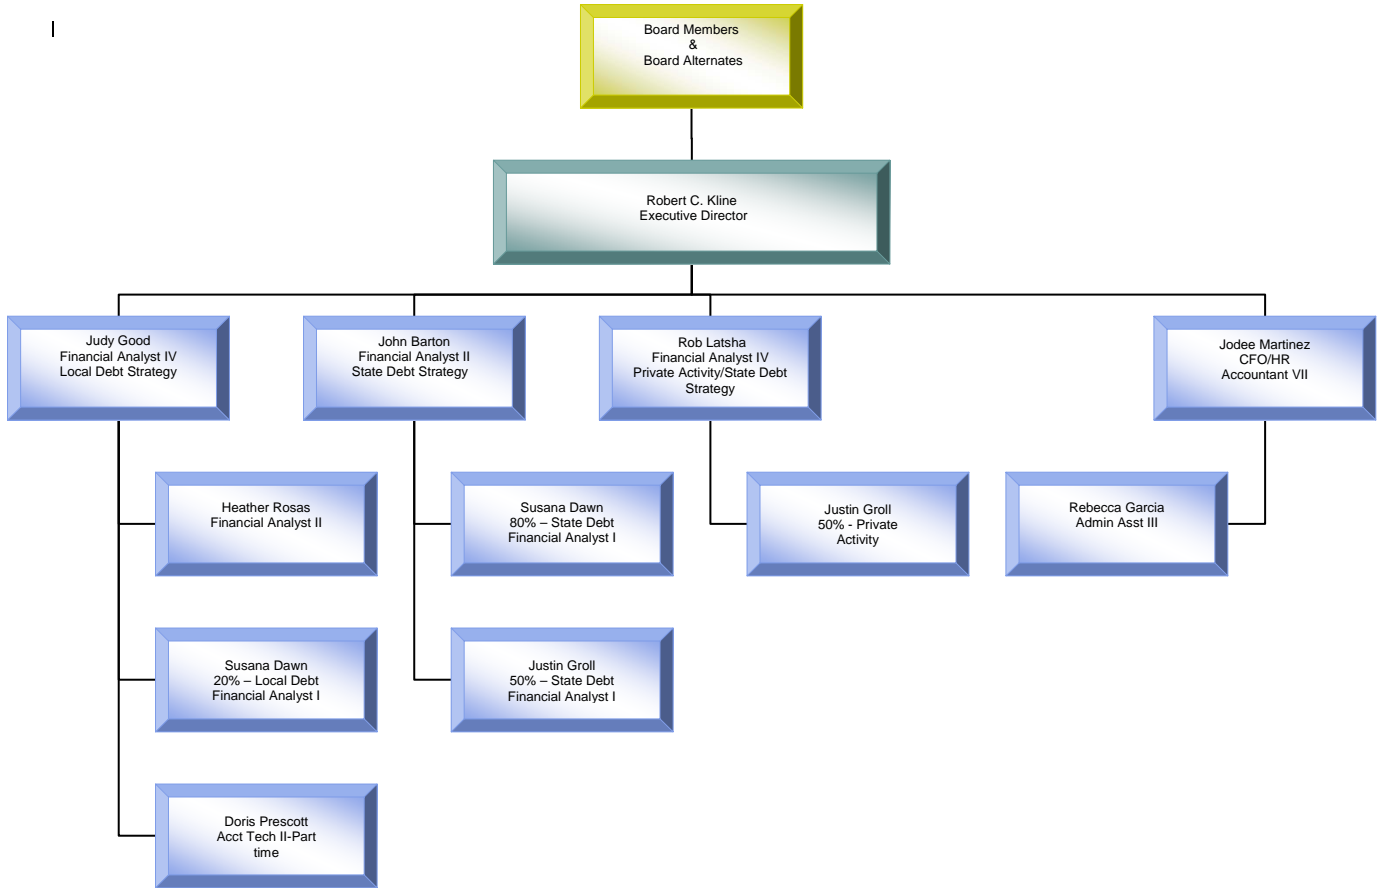 |
Board Members
&
Board Alternates
Robert C. Kline
Executive Director
Judy Good
Financial Analyst IV
Local Debt Strategy
John Barton
Financial Analyst II
State Debt Strategy
Rob Latsha
Financial Analyst IV
Private Activity/State Debt
Strategy
Jodee Martinez
CFO/HR
Accountant VII
Heather Rosas
Financial Analyst II
Susana Dawn
80% – State Debt
Financial Analyst I
Justin Groll
50% - Private
Activity
Rebecca Garcia
Admin Asst III
Susana Dawn
20% – Local Debt
Financial Analyst I
Justin Groll
50% – State Debt
Financial Analyst I
Doris Prescott
Acct Tech II-Part
time